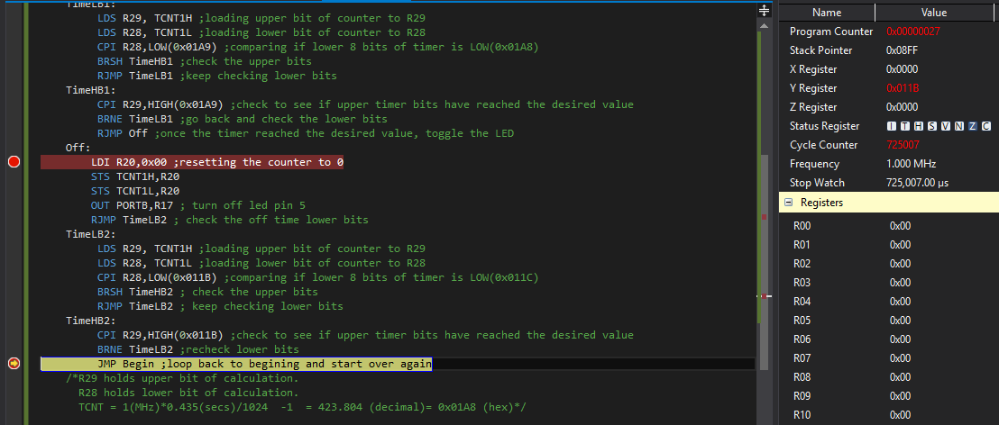 TimeLB1:
LDS R29, TCNT1H ;loading upper bit of counter to R29
LDS R28, TCNT1L ;loading lower bit of counter to R28
CPI R28,LOW(0x01A9) ;comparing if lower 8 bits of timer is LOW(0x01A8)
BRSH TimeHB1 ;check the upper bits
RJMP TimeLB1 ;keep checking lower bits
TimeHB1:
CPI R29,HIGH(0x01A9) ;check to see if upper timer bits have reached the desired value
BRNE TimeLB1 ;go back and check the lower bits
RJMP Off ;once the timer reached the desired value, toggle the LED
Off:
LDI R20,0x00 ;resetting the counter to 0
STS TCNT1H,R20
STS TCNT1L,R20
OUT PORTB,R17 ; turn off led pin 5
RJMP TimeLB2 ; check the off time lower bits
TimeLB2:
LDS R29, TCNT1H ;loading upper bit of counter to R29
LDS R28, TCNT1L ;loading lower bit of counter to R28
CPI R28,LOW(0x011B) ;comparing if lower 8 bits of timer is LOW(0x011C)
BRSH TimeHB2 ; check the upper bits
RJMP TimeLB2 ; keep checking lower bits
TimeHB2:
CPI R29,HIGH(0x011B) ;check to see if upper timer bits have reached the desired value
BRNE TimeLB2 ;recheck lower bits
JMP Begin ;loop back to begining and start over again
/*R29 holds upper bit of calculation.
R28 holds lower bit of calculation.
TCNT = 1(MHz)*0.435(secs)/1024  -1  = 423.804 (decimal)= 0x01A8 (hex)*/
Name Value
Program Counter 0x00000027
Stack Pointer 0x08FF
X Register 0x0000
Y Register 0x011B
Z Register 0x0000
Status Register I T H S V N Z C
Cycle Counter 725007
Frequency 1.000 MHz
Stop Watch 725,007.00 µs
Registers
R00 0x00
R01 0x00
R02 0x00
R03 0x00
R04 0x00
R05 0x00
R06 0x00
R07 0x00
R08 0x00
R09 0x00
R10 0x00